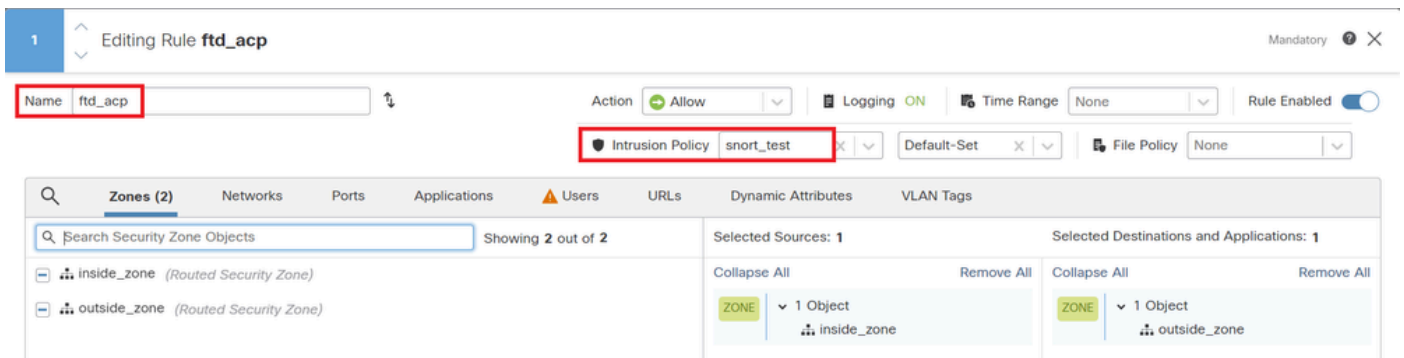 1 Editing Rule ftd_acp Mandatory ? X
Name ftd_acp Action Allow Logging ON Time Range None Rule Enabled
Intrusion Policy snort_test X Default-Set X File Policy None
Zones (2) Networks Ports Applications Users URLs Dynamic Attributes VLAN Tags
Search Security Zone Objects Showing 2 out of 2 Selected Sources: 1 Selected Destinations and Applications: 1
inside_zone (Routed Security Zone) Collapse All Remove All Collapse All Remove All
outside_zone (Routed Security Zone) ZONE 1 Object ZONE 1 Object
inside_zone outside_zone